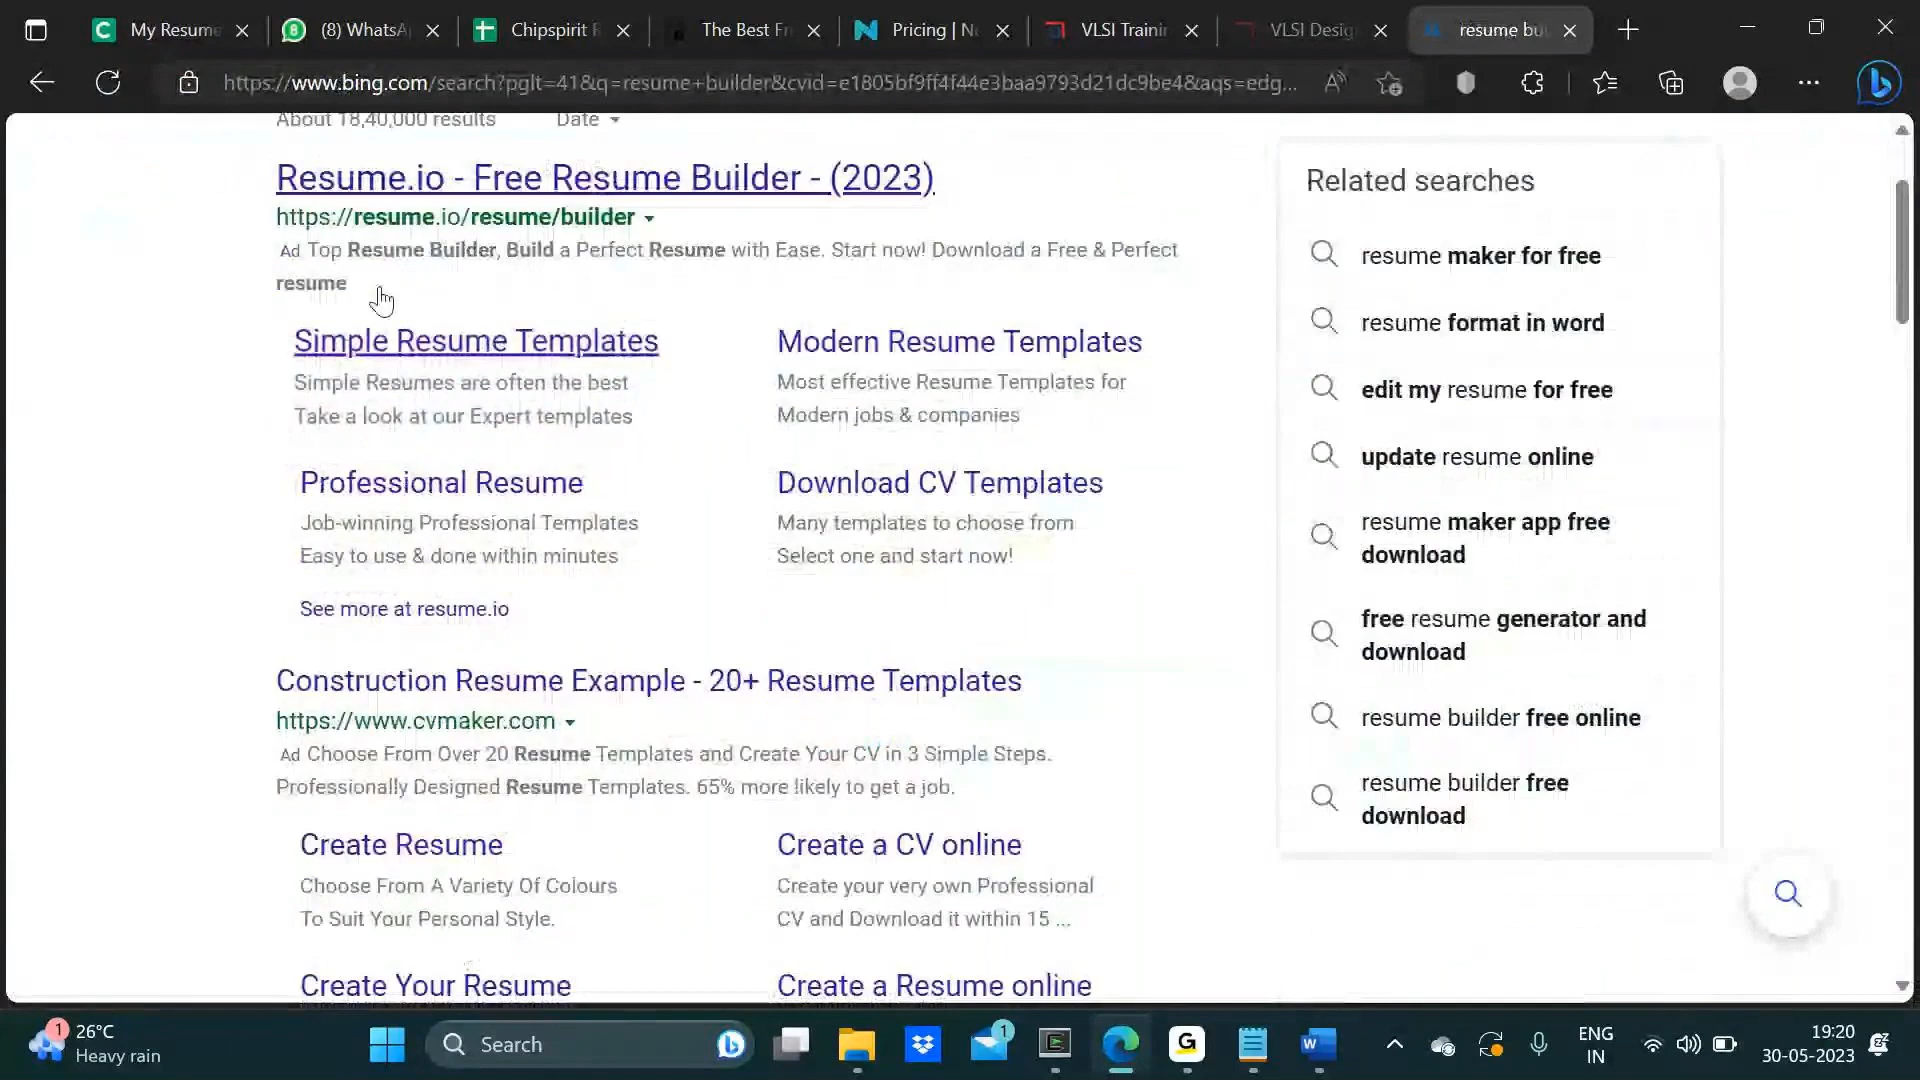 My Resume
(8) WhatsA
Chipspirit
The Best Fr
Pricing | N
VLSI Trainin
VLSI Desig
resume bui
https://www.bing.com/search?pglt=41&q=resume+builder&cvid=e1805bf9ff4f44e3baa9793d21dc9be4&aqs=edg...
About 18,40,000 results
Date
Resume.io - Free Resume Builder - (2023)
https://resume.io/resume/builder
Ad Top Resume Builder, Build a Perfect Resume with Ease. Start now! Download a Free & Perfect
resume
Simple Resume Templates
Simple Resumes are often the best
Take a look at our Expert templates
Modern Resume Templates
Most effective Resume Templates for
Modern jobs & companies
Professional Resume
Job-winning Professional Templates
Easy to use & done within minutes
Download CV Templates
Many templates to choose from
Select one and start now!
See more at resume.io
Construction Resume Example - 20+ Resume Templates
https://www.cvmaker.com
Ad Choose From Over 20 Resume Templates and Create Your CV in 3 Simple Steps.
Professionally Designed Resume Templates. 65% more likely to get a job.
Create Resume
Choose From A Variety Of Colours
To Suit Your Personal Style.
Create a CV online
Create your very own Professional
CV and Download it within 15 ...
Create Your Resume
Create a Resume online
Related searches
resume maker for free
resume format in word
edit my resume for free
update resume online
resume maker app free
download
free resume generator and
download
resume builder free online
resume builder free
download
1
26°C
Heavy rain
Search
1
ENG
IN
19:20
30-05-2023